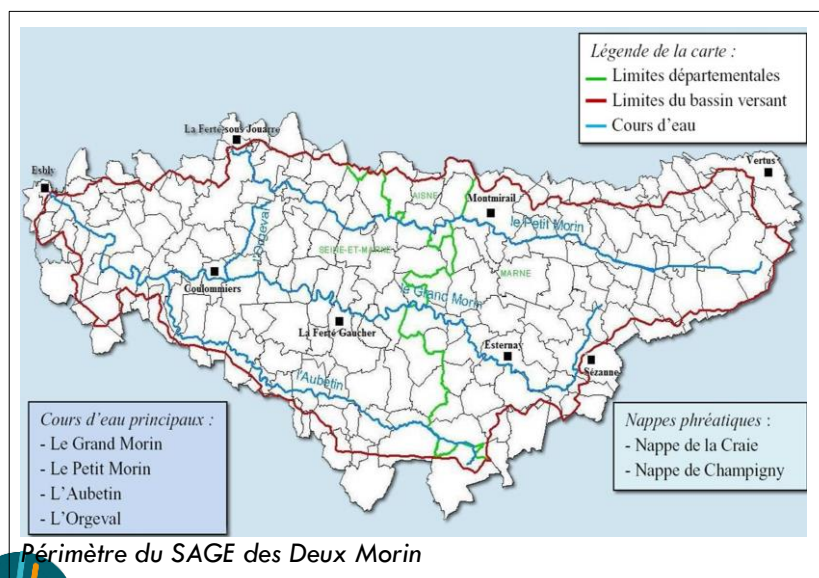 Légende de la carte :
Limites départementales
Limites du bassin versant
Cours d'eau
La Ferté-sous Jouarre
Esbly
Vertus
AISNE
Montmirail
le Petit Morin
l'Orgeval
SEINE-ET-MARNE
MARNE
Coulommiers
le Grand Morin
La Ferté Gaucher
Esternay
Sézanne
l'Aubetin
Cours d'eau principaux :
- Le Grand Morin
- Le Petit Morin
- L'Aubetin
- L'Orgeval
Nappes phréatiques :
- Nappe de la Craie
- Nappe de Champigny
Périmètre du SAGE des Deux Morin